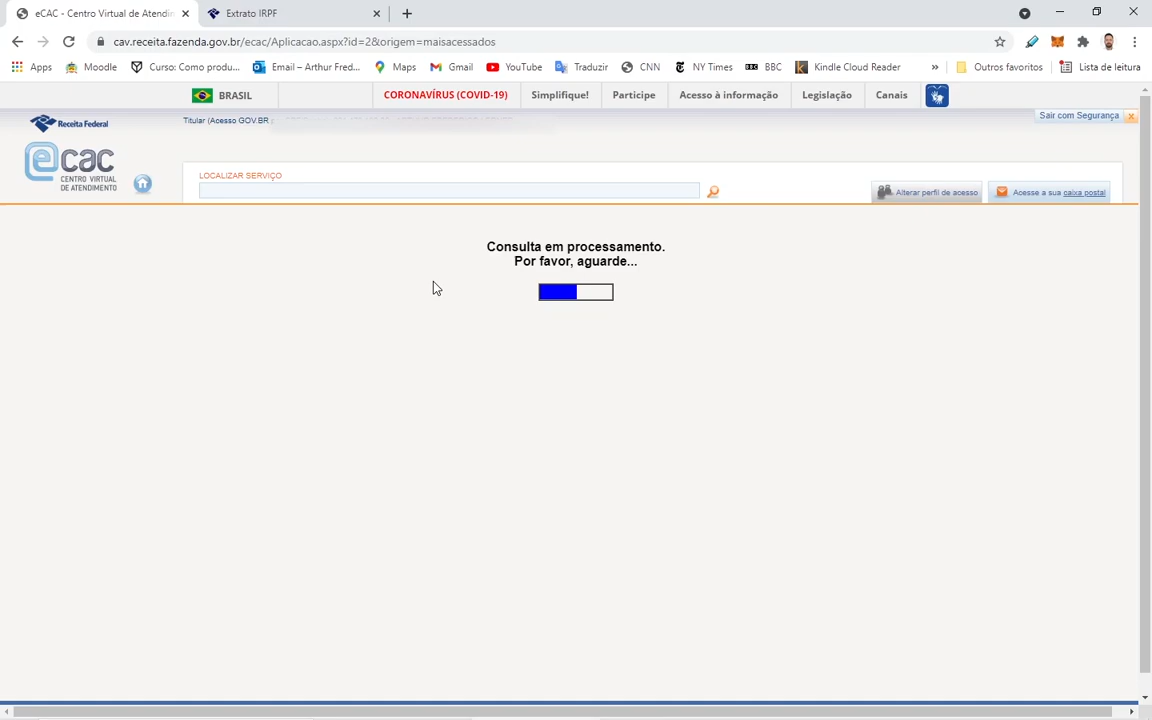 eCAC - Centro Virtual de Atendim
Extrato IRPF
cav.receita.fazenda.gov.br/ecac/Aplicacao.aspx?id=2&origem=maisacessados
Apps
Moodle
Curso: Como produ...
Email – Arthur Fred...
Maps
Gmail
YouTube
Traduzir
CNN
NY Times
BBC
Kindle Cloud Reader
»
Outros favoritos
Lista de leitura
BRASIL
CORONAVÍRUS (COVID-19)
Simplifique!
Participe
Acesso à informação
Legislação
Canais
Receita Federal
Titular (Acesso GOV.BR :
Sair com Segurança
x
ecac
CENTRO VIRTUAL
DE ATENDIMENTO
LOCALIZAR SERVIÇO
Alterar perfil de acesso
Acesse a sua caixa postal
Consulta em processamento.
Por favor, aguarde...